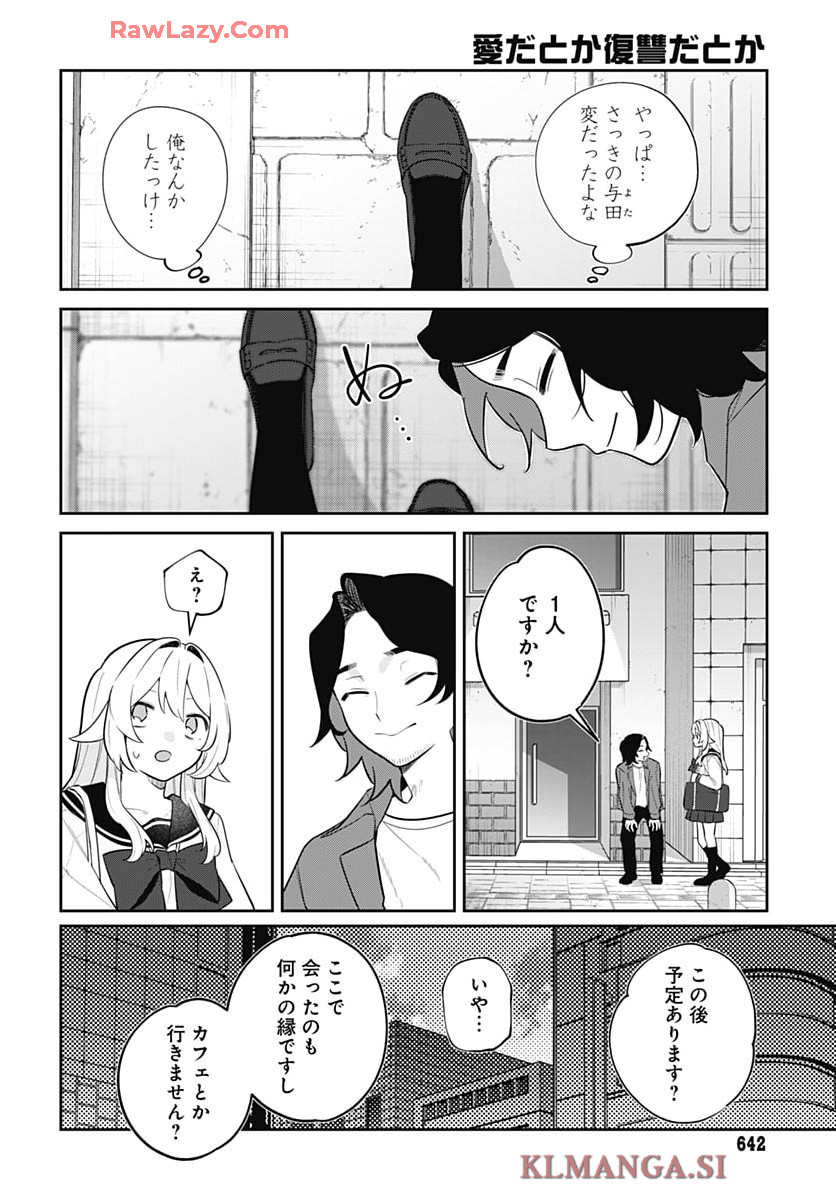 RawLazy.Com
愛だとか復讐だとか
やっぱ…
さっきの与田
よた
変だったよな
俺なんか
したっけ…
ぬ…
1人
ですか?
え?
この後
予定あります?
いや…
ここで
会ったのも
何かの縁ですし
カフェとか
行きません?
642
KLMANGA.SI